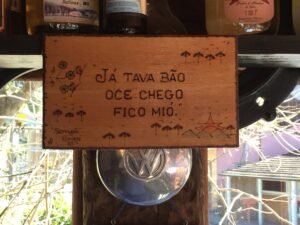 JÁ TAVA BÃO
OCÊ CHEGO
FICO MIÓ.